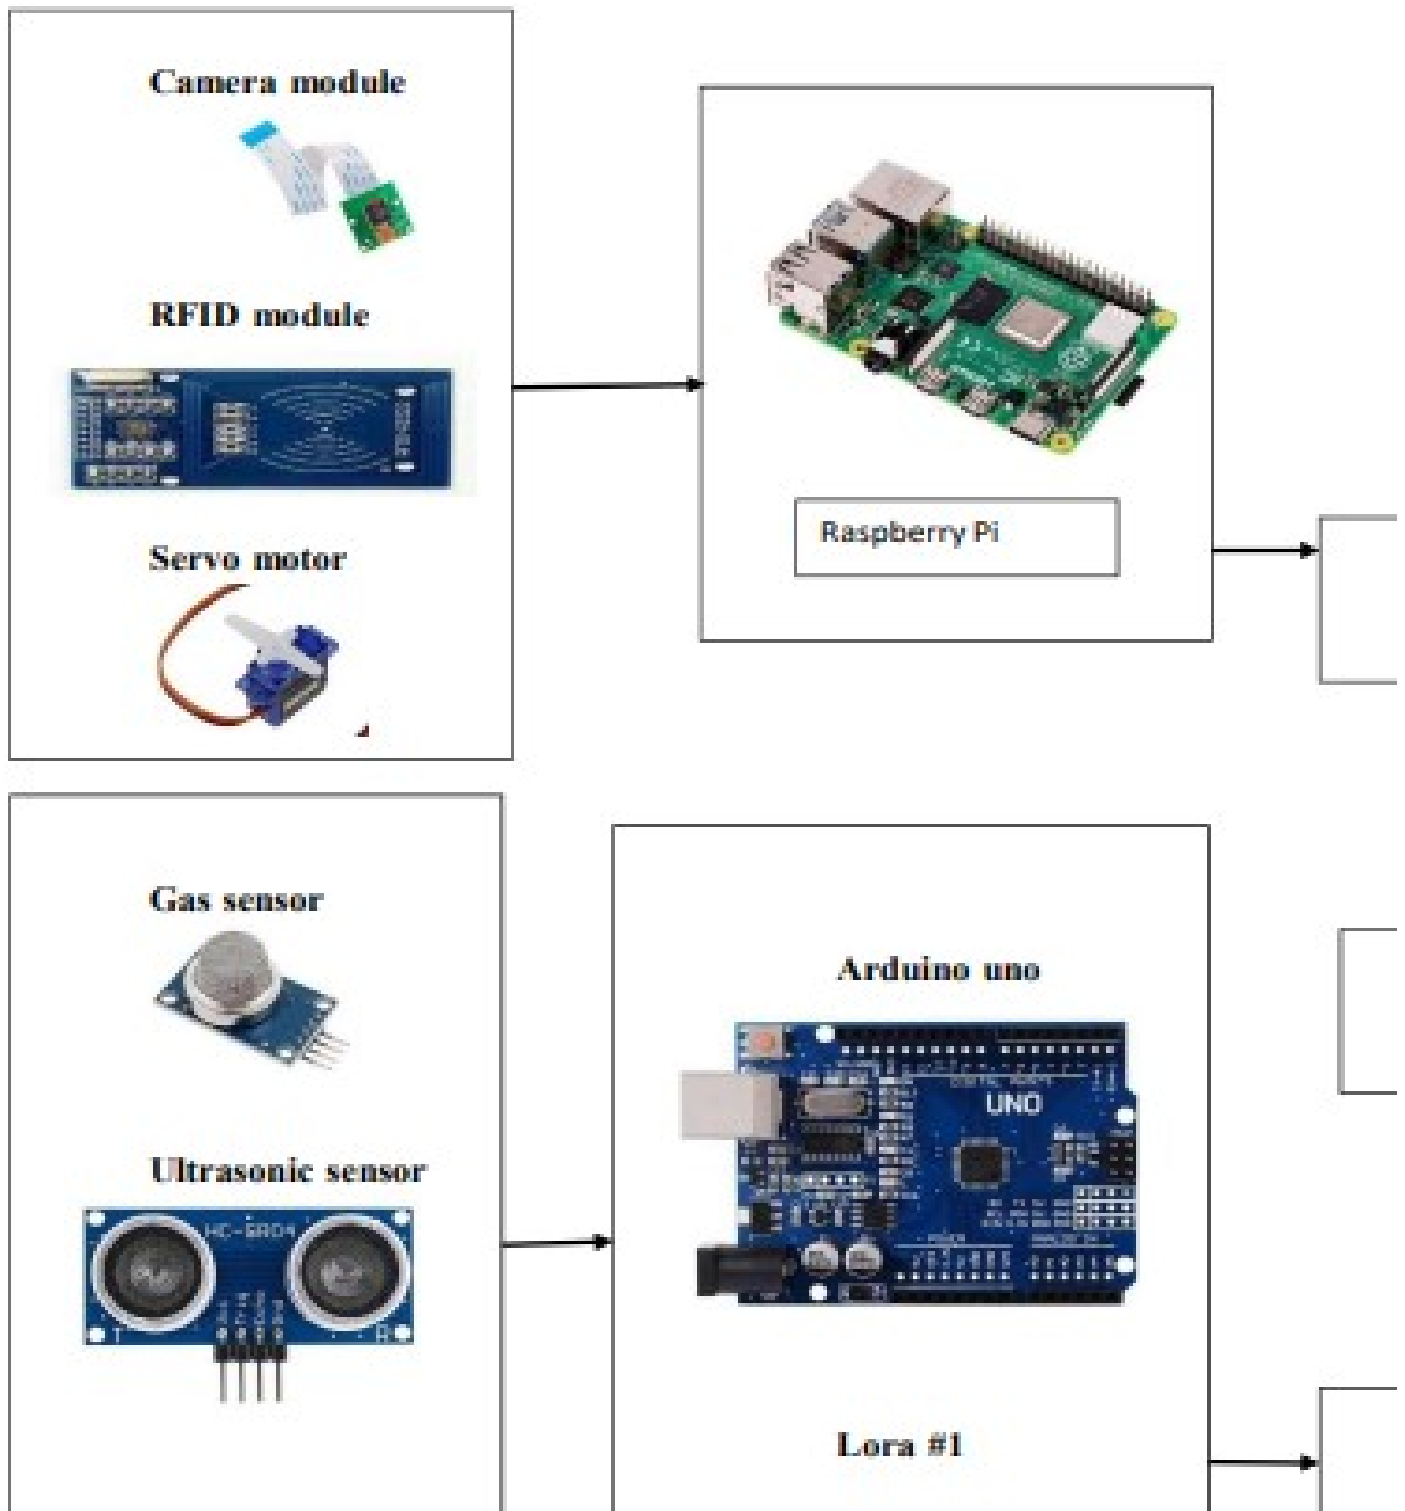 Camera module
RFID module
Servo motor
Raspberry Pi
Gas sensor
Ultrasonic sensor
HC-SR04
T
R
Arduino uno
UNO
POWER
Lora #1